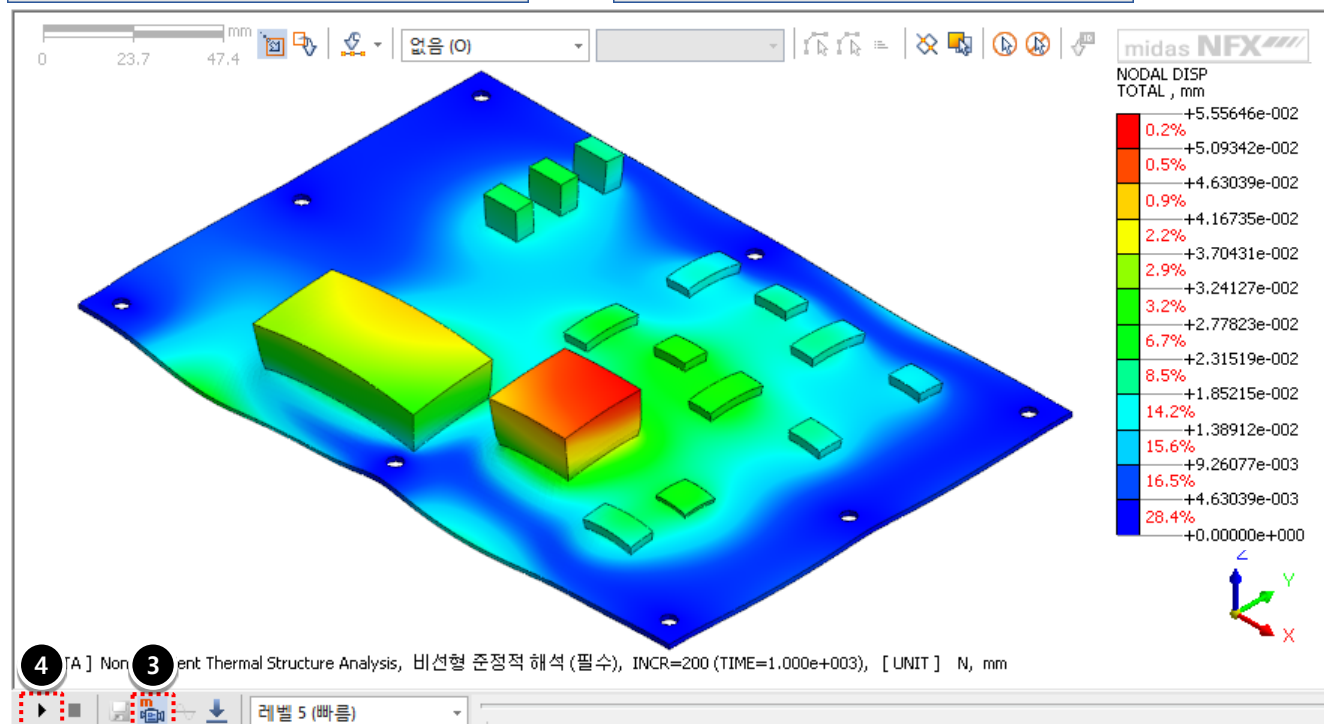 mm
0 23.7 47.4
없음 (O)
midas NFX
NODAL DISP
TOTAL , mm
+5.55646e-002
0.2%
+5.09342e-002
0.5%
+4.63039e-002
0.9%
+4.16735e-002
2.2%
+3.70431e-002
2.9%
+3.24127e-002
3.2%
+2.77823e-002
6.7%
+2.31519e-002
8.5%
+1.85215e-002
14.2%
+1.38912e-002
15.6%
+9.26077e-003
16.5%
+4.63039e-003
28.4%
+0.00000e+000
Z
Y
X
4 A ] Non 3 ent Thermal Structure Analysis, 비선형 준정적 해석 (필수), INCR=200 (TIME=1.000e+003), [ UNIT ] N, mm
m
레벨 5 (빠름)